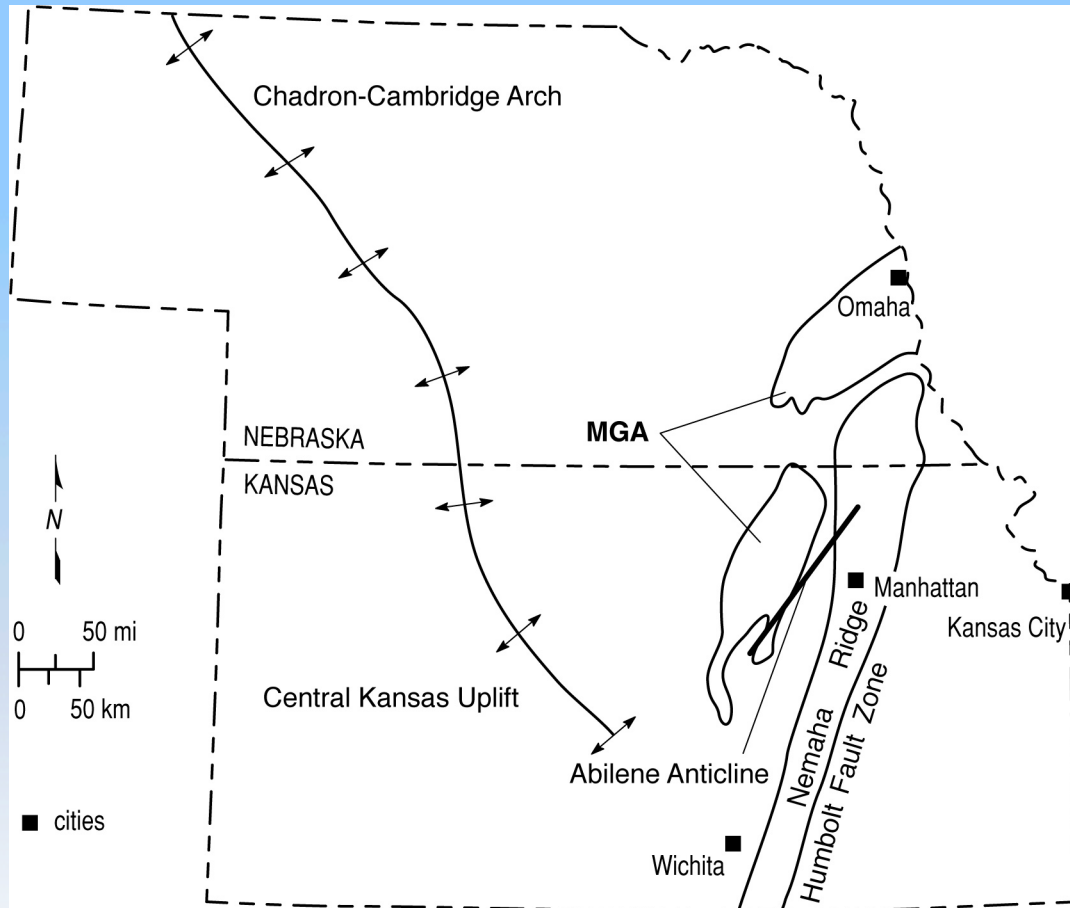 Chadron-Cambridge Arch
Omaha
MGA
NEBRASKA
KANSAS
N
Manhattan
Kansas City
0 50 mi
0 50 km
Nemaha Ridge
Humbolt Fault Zone
Central Kansas Uplift
Abilene Anticline
cities
Wichita